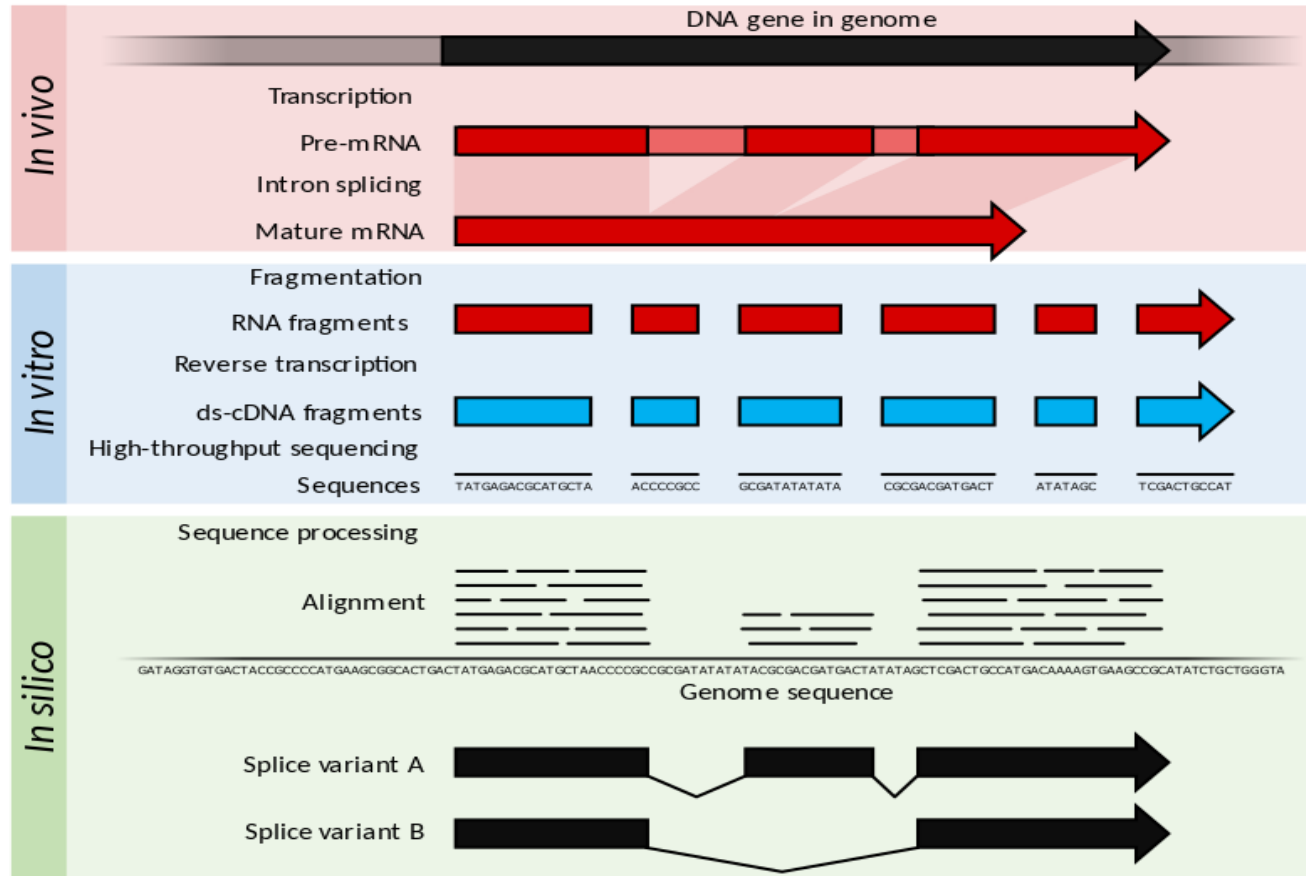 In vivo
DNA gene in genome
Transcription
Pre-mRNA
Intron splicing
Mature mRNA
In vitro
Fragmentation
RNA fragments
Reverse transcription
ds-cDNA fragments
High-throughput sequencing
Sequences TATGAGACGCATGCTA ACCCCGCC GCGATATATATA CGCGACGATGACT ATATAGC TCGACTGCCAT
In silico
Sequence processing
Alignment
GATAGGTGTGACTACCGCCCCATGAAGCGGCACTGACTATGAGACGCATGCTAACCCCGCCGCGATATATATACGCGACGATGACTATATAGCTCGACTGCCATGACAAAAGTGAAGCCGCATATCTGCTGGGTA
Genome sequence
Splice variant A
Splice variant B